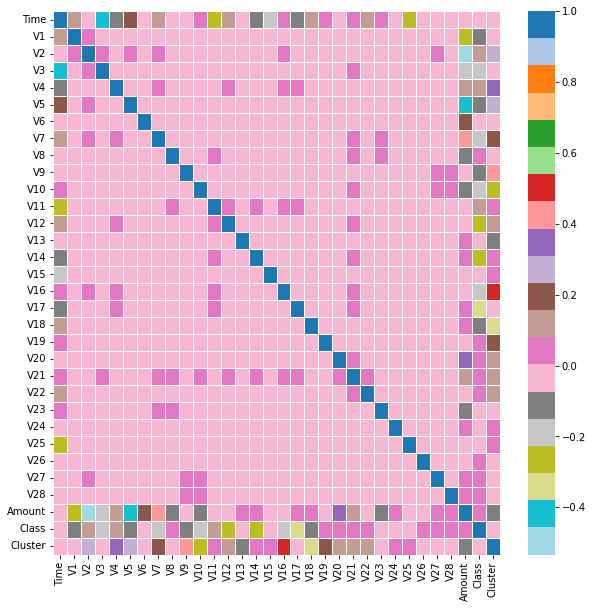 Time
V1
V2
V3
V4
V5
V6
V7
V8
V9
V10
V11
V12
V13
V14
V15
V16
V17
V18
V19
V20
V21
V22
V23
V24
V25
V26
V27
V28
Amount
Class
Cluster
Time
V1
V2
V3
V4
V5
V6
V7
V8
V9
V10
V11
V12
V13
V14
V15
V16
V17
V18
V19
V20
V21
V22
V23
V24
V25
V26
V27
V28
Amount
Class
Cluster
1.0
0.8
0.6
0.4
0.2
0.0
−0.2
−0.4